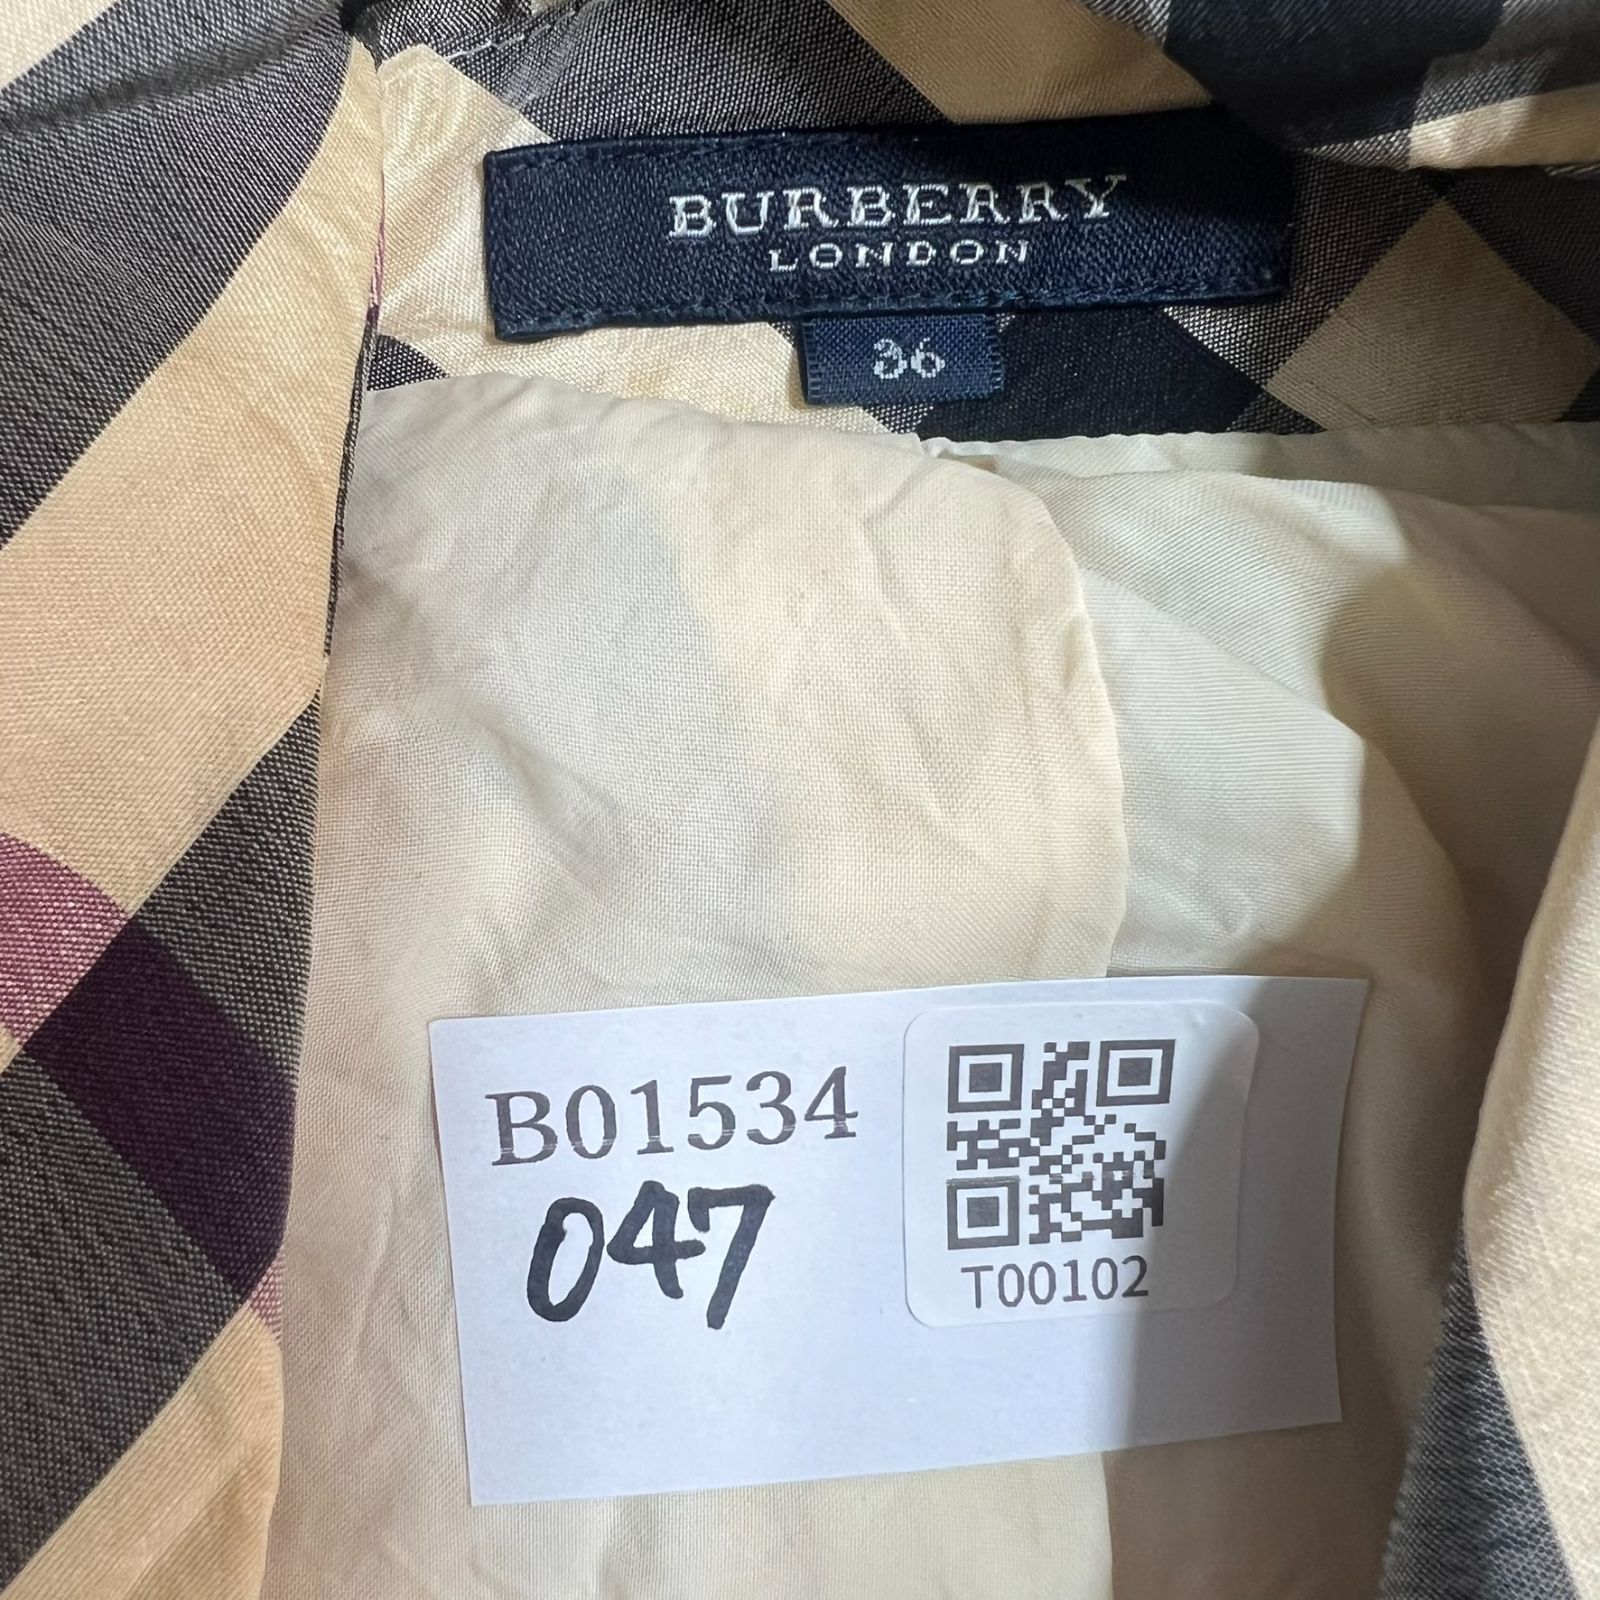 BURBERRY
LONDON
36
B01534
047
T00102